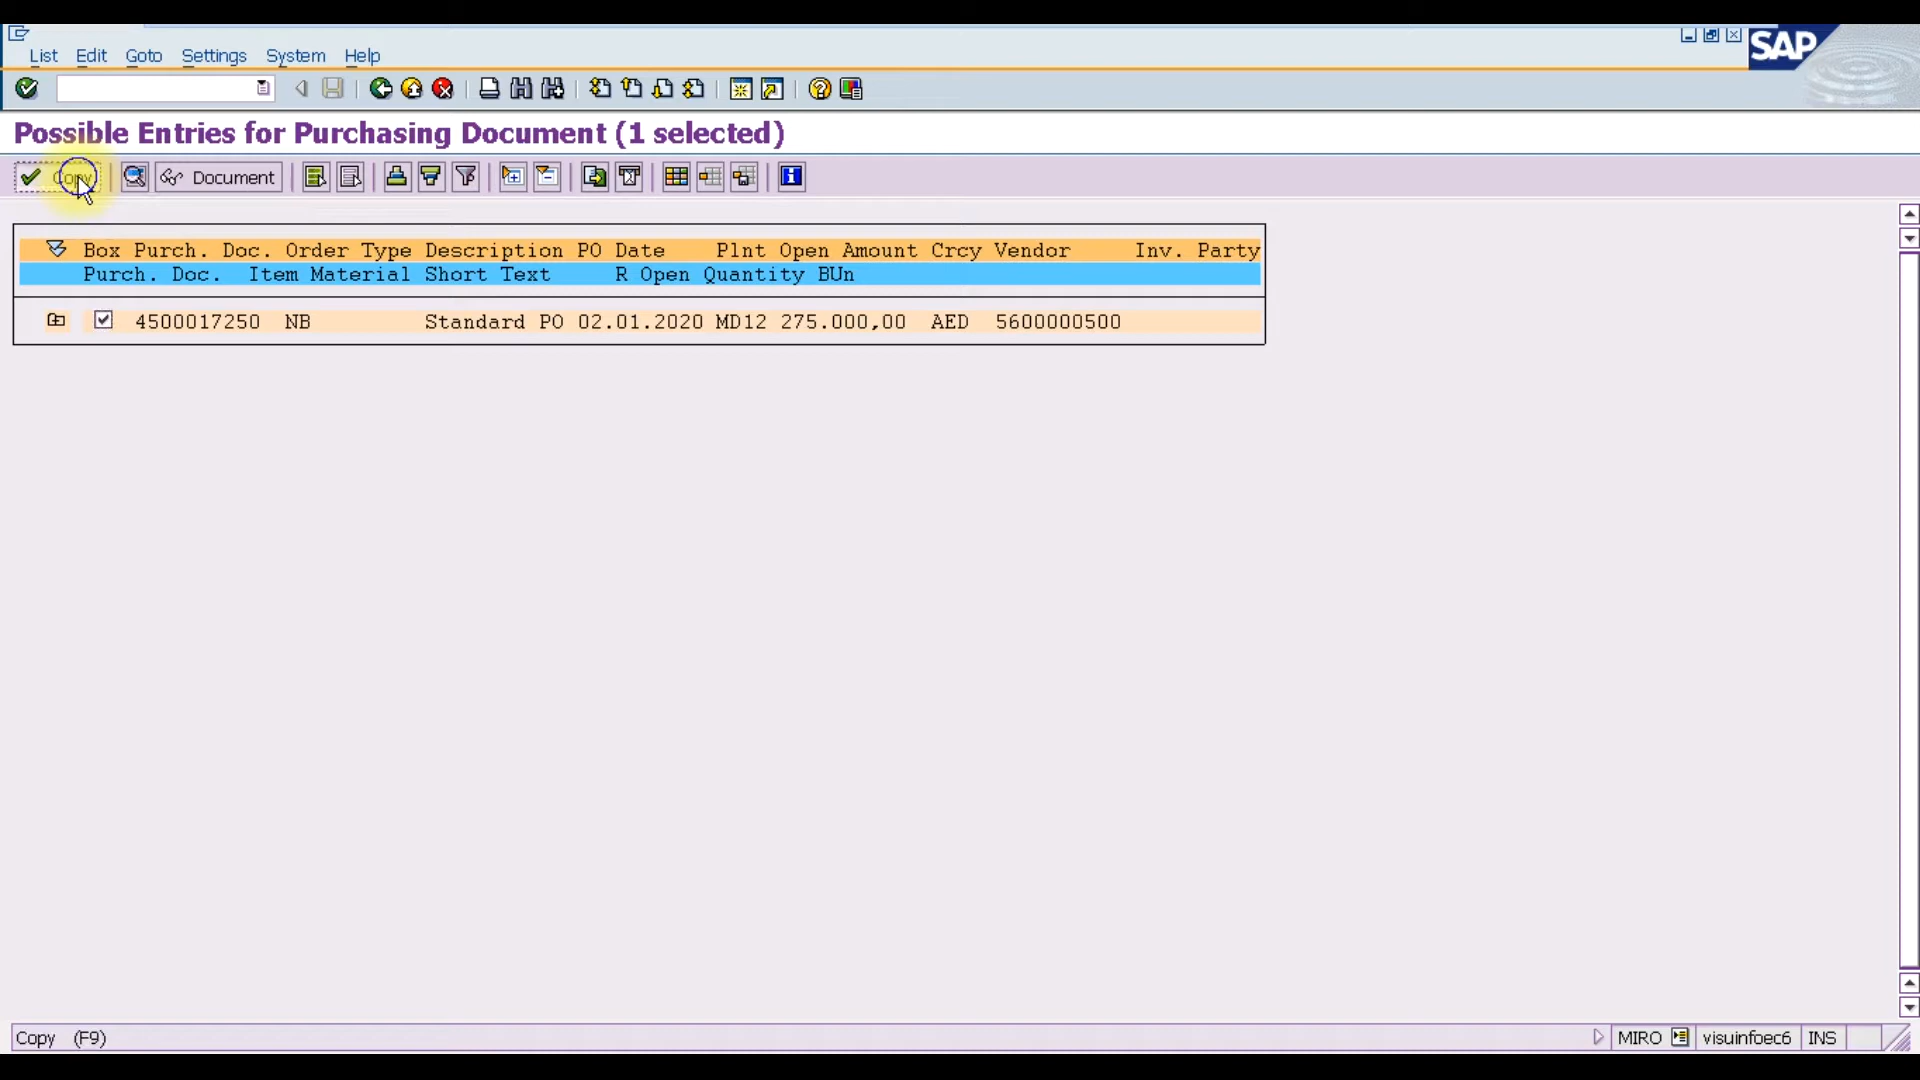 List Edit Goto Settings System Help
SAP
Possible Entries for Purchasing Document (1 selected)
Copy Document
Box Purch. Doc. Order Type Description PO Date Plnt Open Amount Crcy Vendor Inv. Party
Purch. Doc. Item Material Short Text R Open Quantity BUn
4500017250 NB Standard PO 02.01.2020 MD12 275.000,00 AED 5600000500
Copy (F9) MIRO visuinfoec6 INS